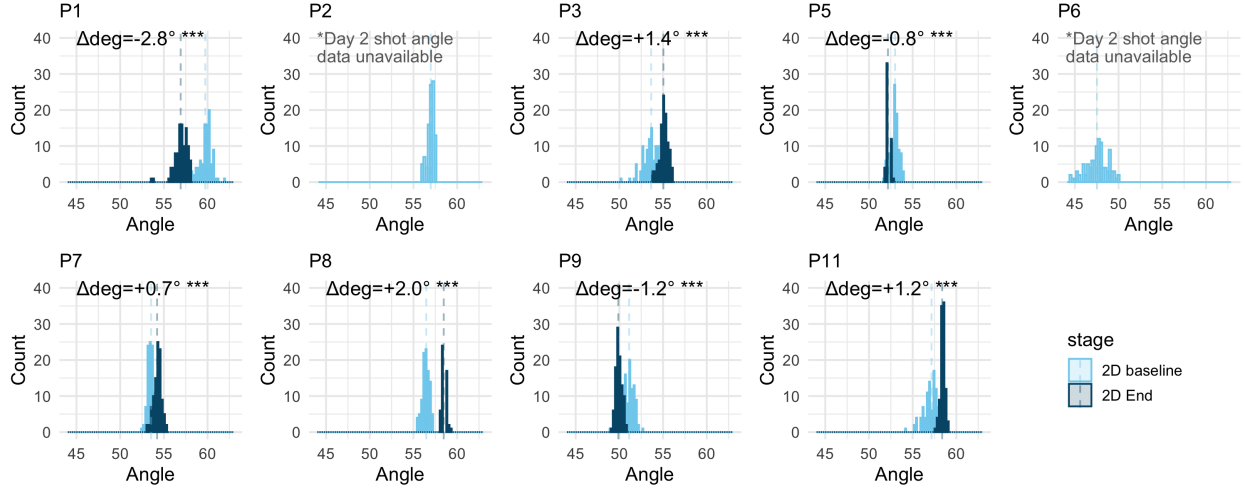 P1
P2
P3
P5
P6
Δdeg=-2.8° ***
*Day 2 shot angle
data unavailable
Δdeg=+1.4° ***
Δdeg=-0.8° ***
*Day 2 shot angle
data unavailable
40
30
20
10
0
Count
45 50 55 60
Angle
40
30
20
10
0
Count
45 50 55 60
Angle
40
30
20
10
0
Count
45 50 55 60
Angle
40
30
20
10
0
Count
45 50 55 60
Angle
40
30
20
10
0
Count
45 50 55 60
Angle
P7
P8
P9
P11
Δdeg=+0.7° ***
Δdeg=+2.0° ***
Δdeg=-1.2° ***
Δdeg=+1.2° ***
40
30
20
10
0
Count
45 50 55 60
Angle
40
30
20
10
0
Count
45 50 55 60
Angle
40
30
20
10
0
Count
45 50 55 60
Angle
40
30
20
10
0
Count
45 50 55 60
Angle
stage
2D baseline
2D End